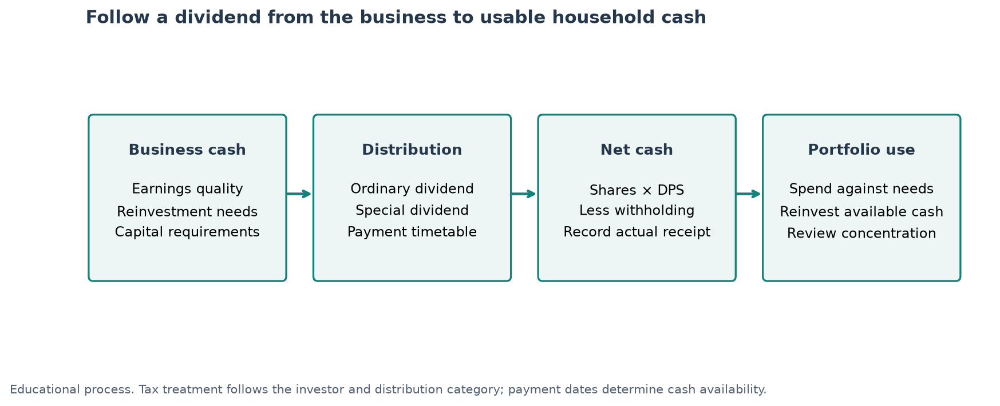 Follow a dividend from the business to usable household cash
Business cash
Earnings quality
Reinvestment needs
Capital requirements
Distribution
Ordinary dividend
Special dividend
Payment timetable
Net cash
Shares × DPS
Less withholding
Record actual receipt
Portfolio use
Spend against needs
Reinvest available cash
Review concentration
Educational process. Tax treatment follows the investor and distribution category; payment dates determine cash availability.